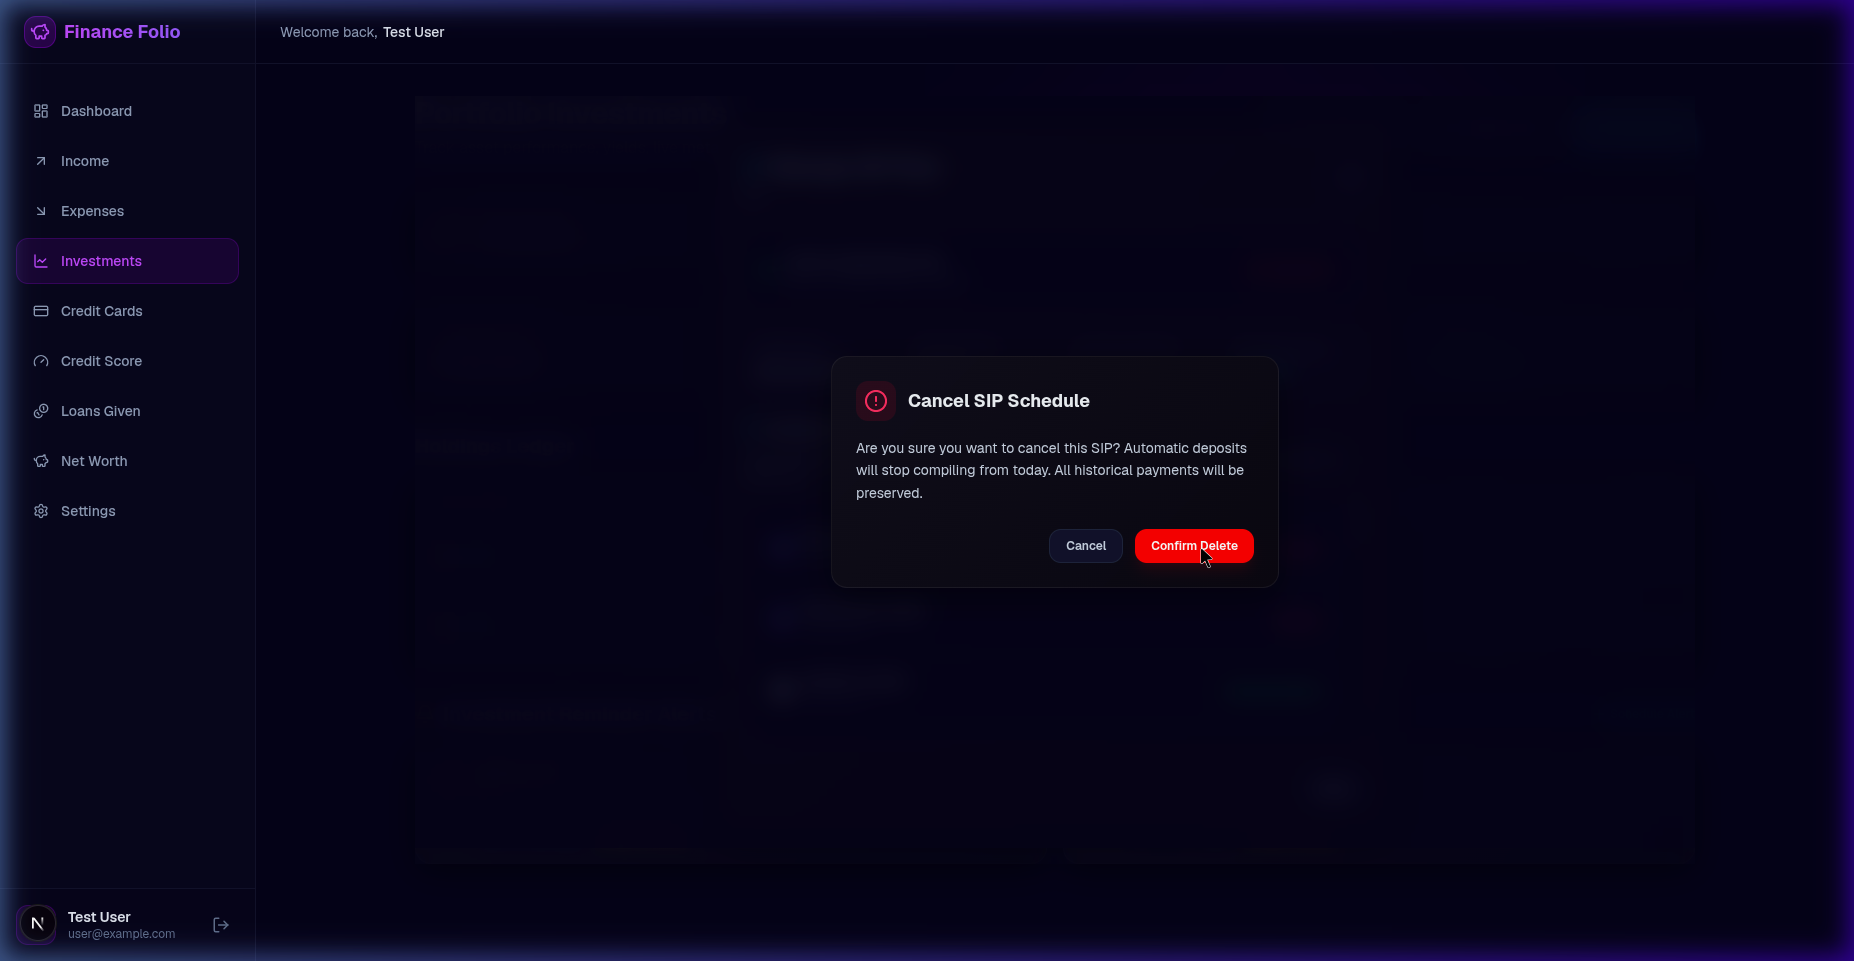 Finance Folio
Welcome back, Test User
Dashboard
Income
Expenses
Investments
Credit Cards
Credit Score
Loans Given
Net Worth
Settings
Cancel SIP Schedule
Are you sure you want to cancel this SIP? Automatic deposits
will stop compiling from today. All historical payments will be
preserved.
Cancel
Confirm Delete
N
Test User
user@example.com